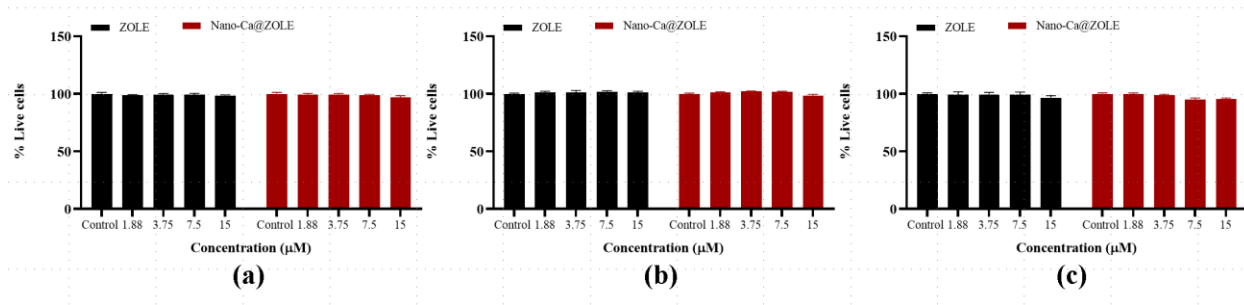 ZOLE Nano-Ca@ZOLE
150
100
50
0
% Live cells
Control 1.88 3.75 7.5 15 Control 1.88 3.75 7.5 15
Concentration (μM)
(a)
ZOLE Nano-Ca@ZOLE
150
100
50
0
% Live cells
Control 1.88 3.75 7.5 15 Control 1.88 3.75 7.5 15
Concentration (μM)
(b)
ZOLE Nano-Ca@ZOLE
150
100
50
0
% Live cells
Control 1.88 3.75 7.5 15 Control 1.88 3.75 7.5 15
Concentration (μM)
(c)